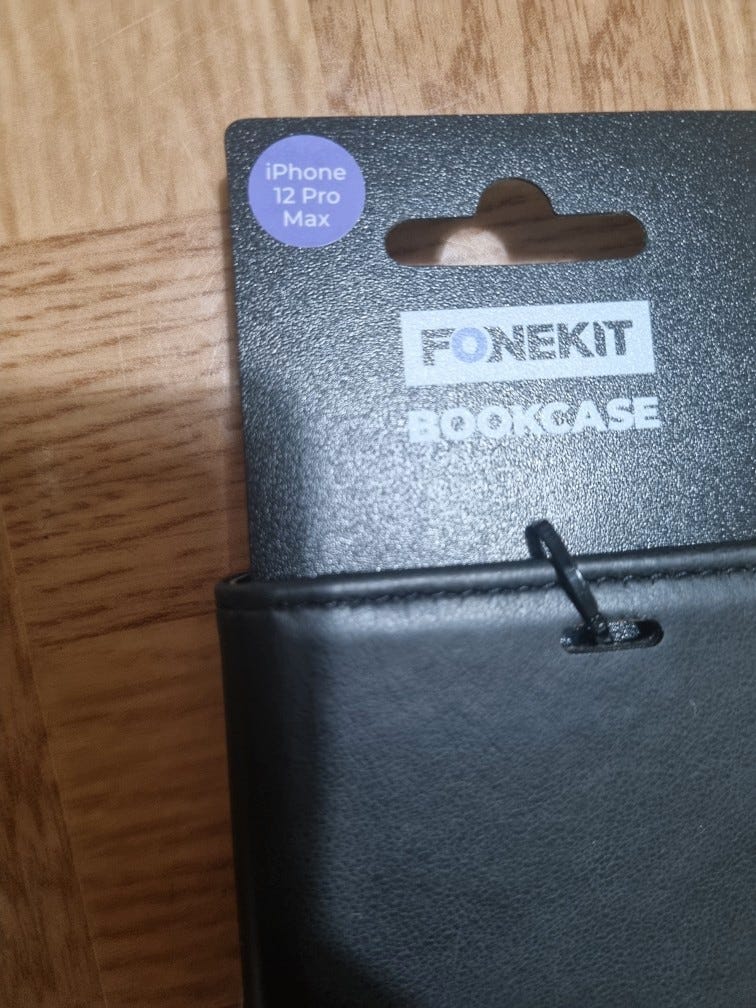 iPhone
12 Pro
Max
FONEKIT
BOOKCASE